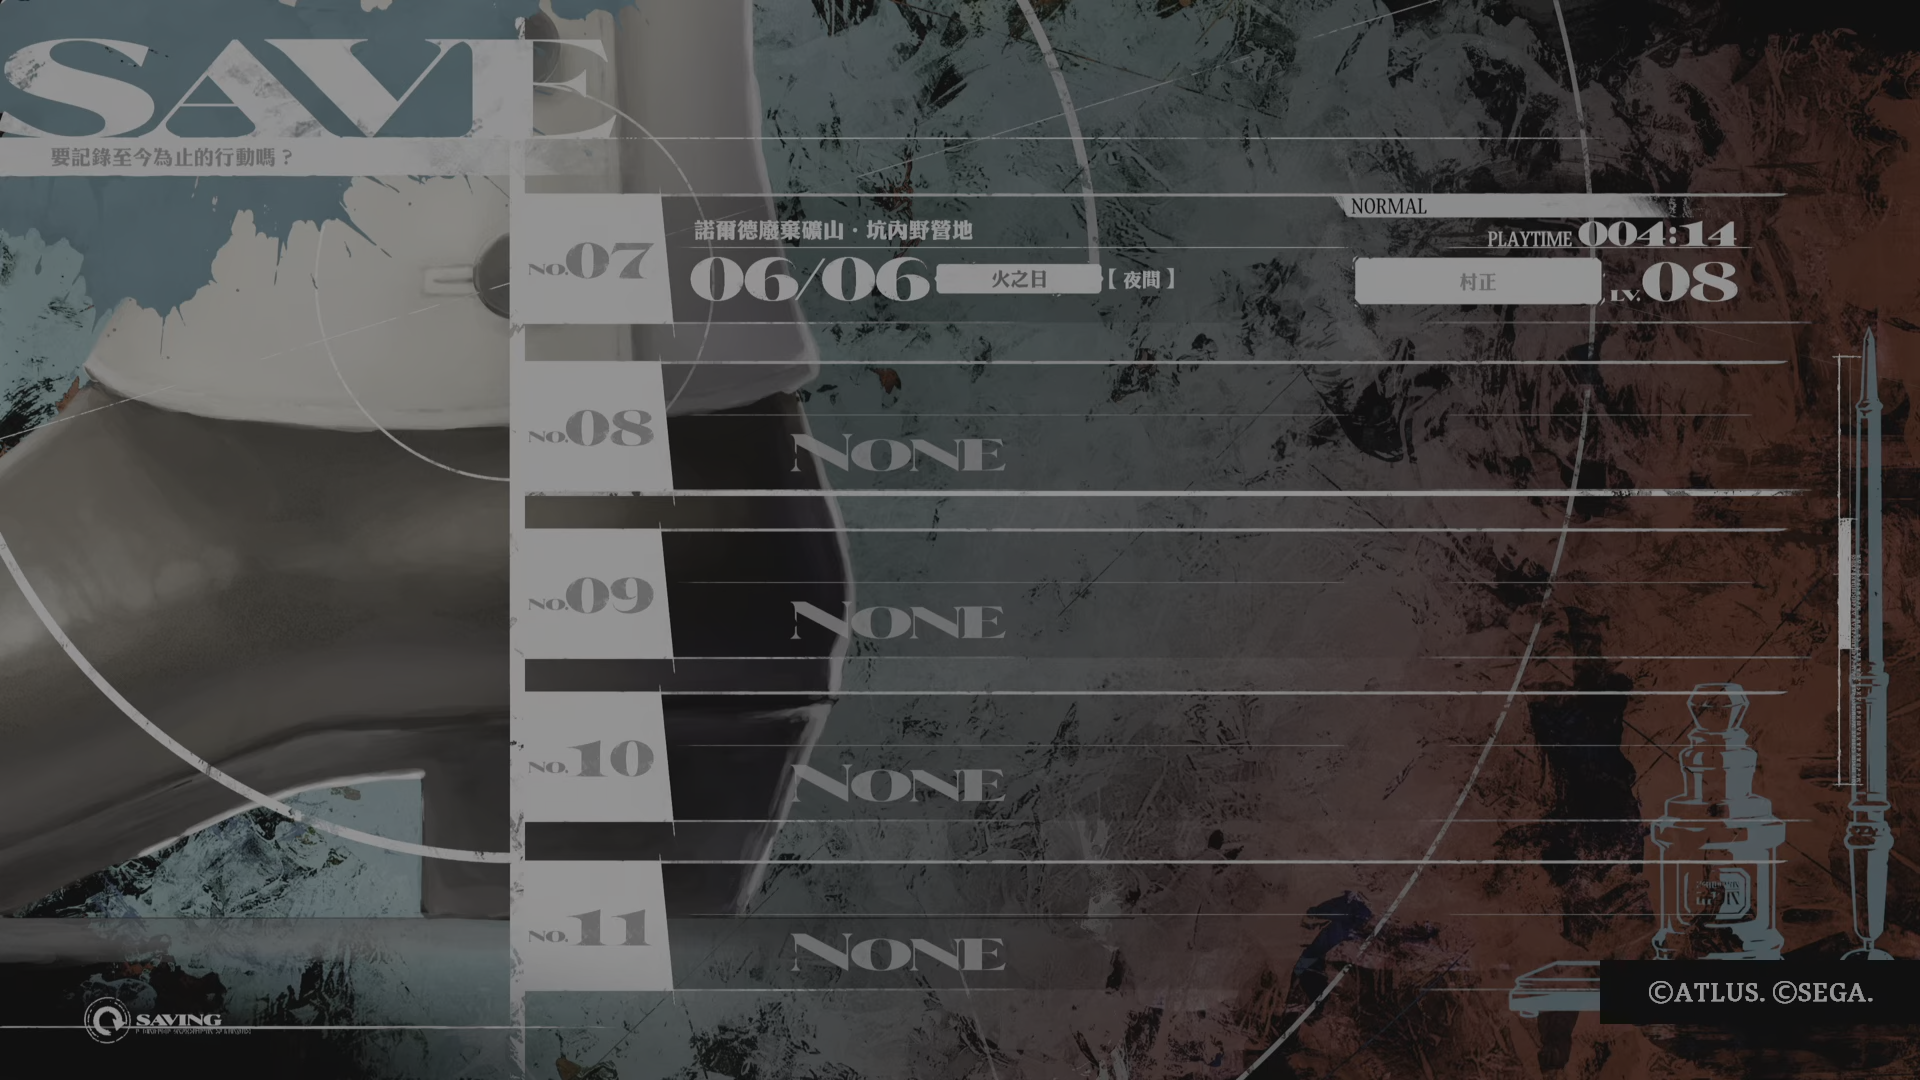 SAVE
要記錄至今為止的行動嗎？
NO.07
諾爾德廢棄礦山・坑內野營地
06/06 火之日 【夜間】
NORMAL
PLAYTIME 004:14
村正 LV. 08
NO.08
NONE
NO.09
NONE
NO.10
NONE
NO.11
NONE
SAVING
©ATLUS. ©SEGA.